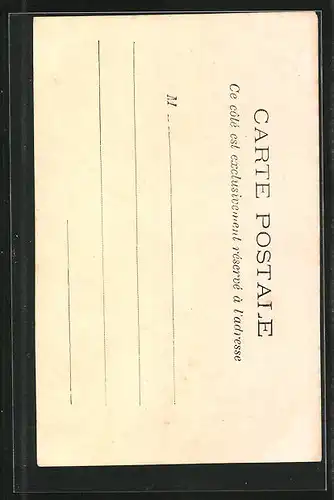 CARTE POSTALE
Ce côté est exclusivement réservé à l'adresse
M